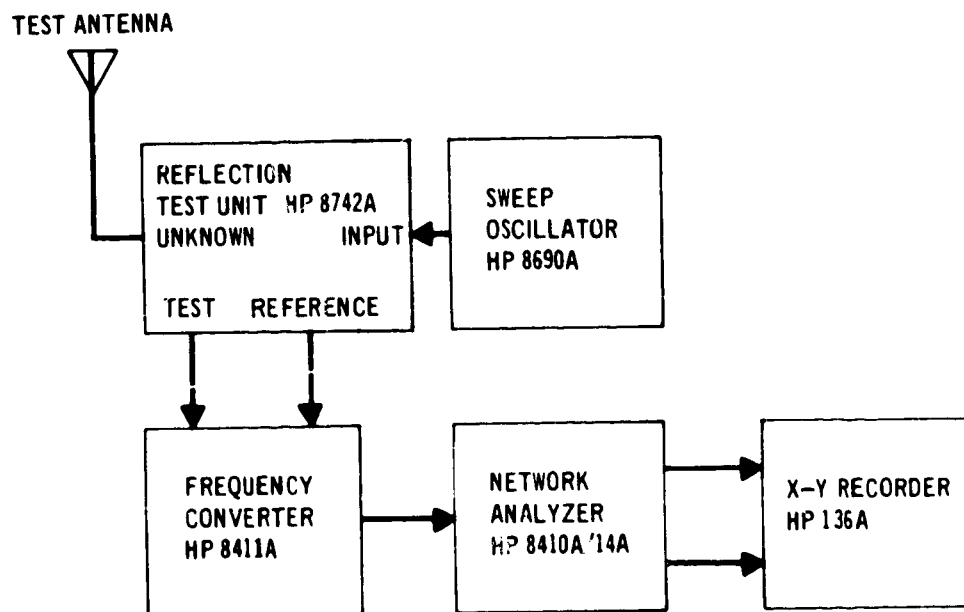 TEST ANTENNA
REFLECTION
TEST UNIT HP 8742A
UNKNOWN INPUT
TEST REFERENCE
SWEEP
OSCILLATOR
HP 8690A
FREQUENCY
CONVERTER
HP 8411A
NETWORK
ANALYZER
HP 8410A/14A
X-Y RECORDER
HP 136A